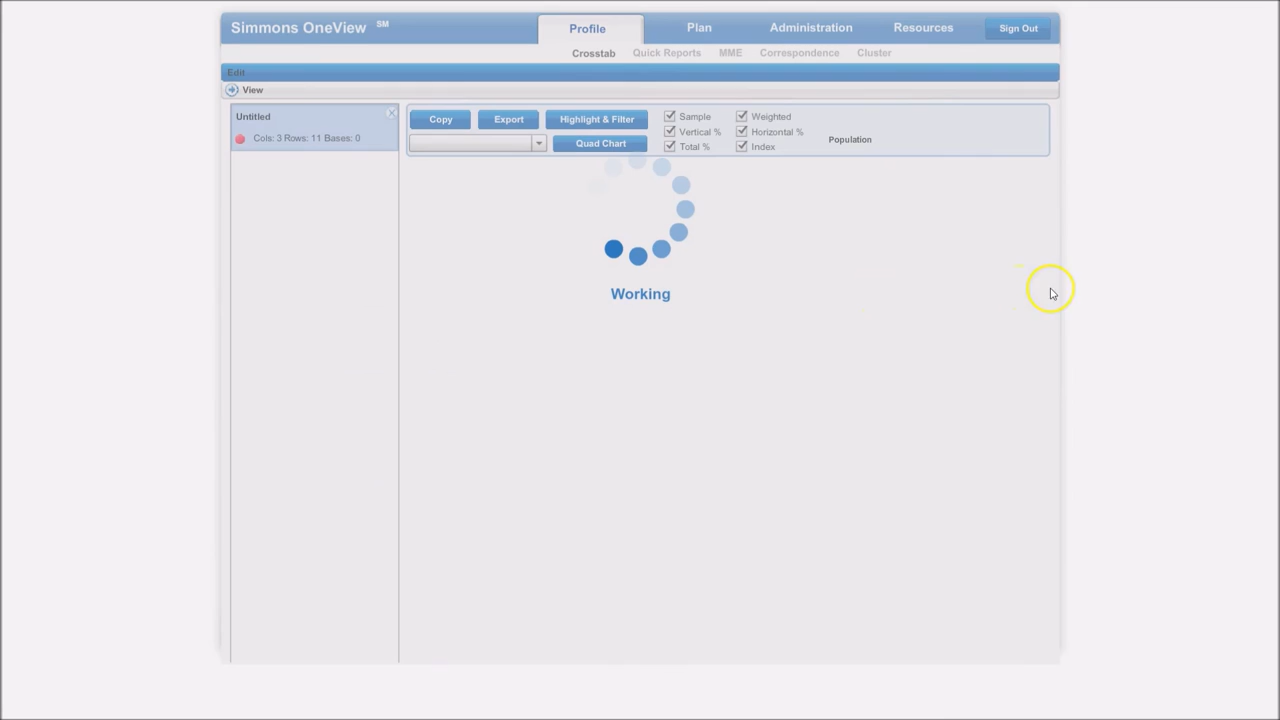 Simmons OneView SM Profile Plan Administration Resources Sign Out
Crosstab Quick Reports MME Correspondence Cluster
Edit
View
Untitled
Cols: 3 Rows: 11 Bases: 0
Copy Export Highlight & Filter
Quad Chart
Sample Weighted
Vertical % Horizontal %
Total % Index
Population
Working